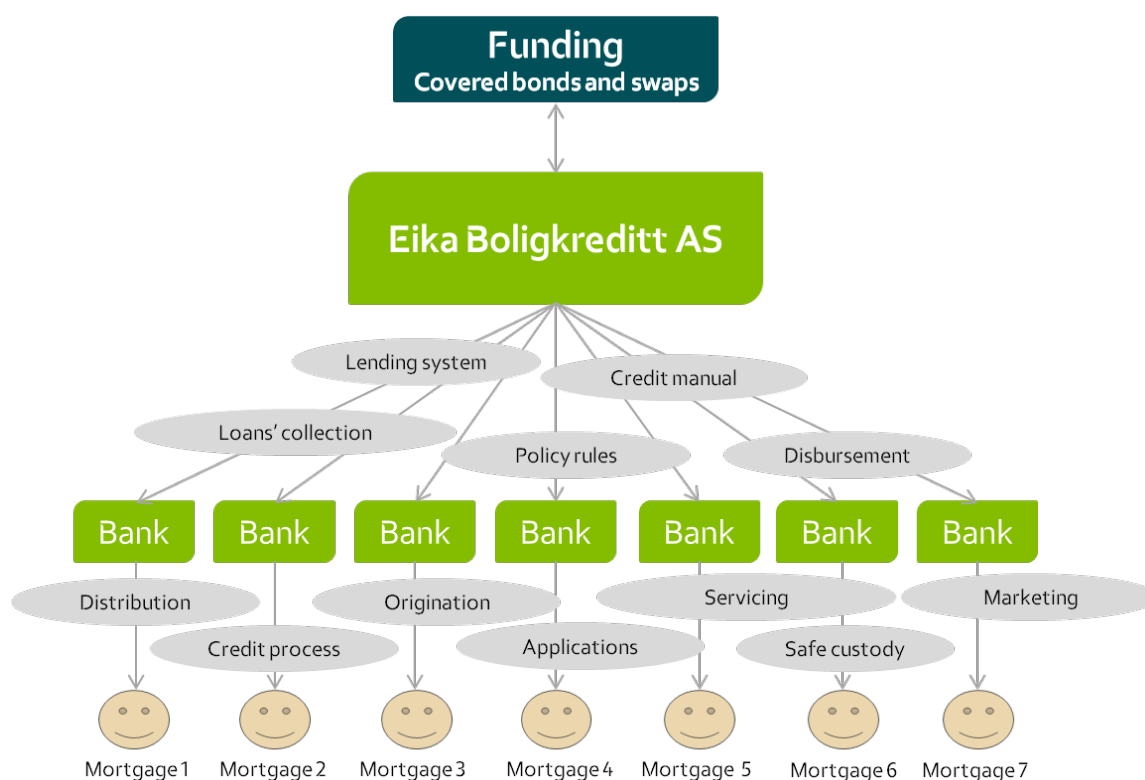 Funding
Covered bonds and swaps
Eika Boligkreditt AS
Lending system
Credit manual
Loans' collection
Policy rules
Disbursement
Bank
Bank
Bank
Bank
Bank
Bank
Bank
Distribution
Origination
Servicing
Marketing
Credit process
Applications
Safe custody
Mortgage 1
Mortgage 2
Mortgage 3
Mortgage 4
Mortgage 5
Mortgage 6
Mortgage 7